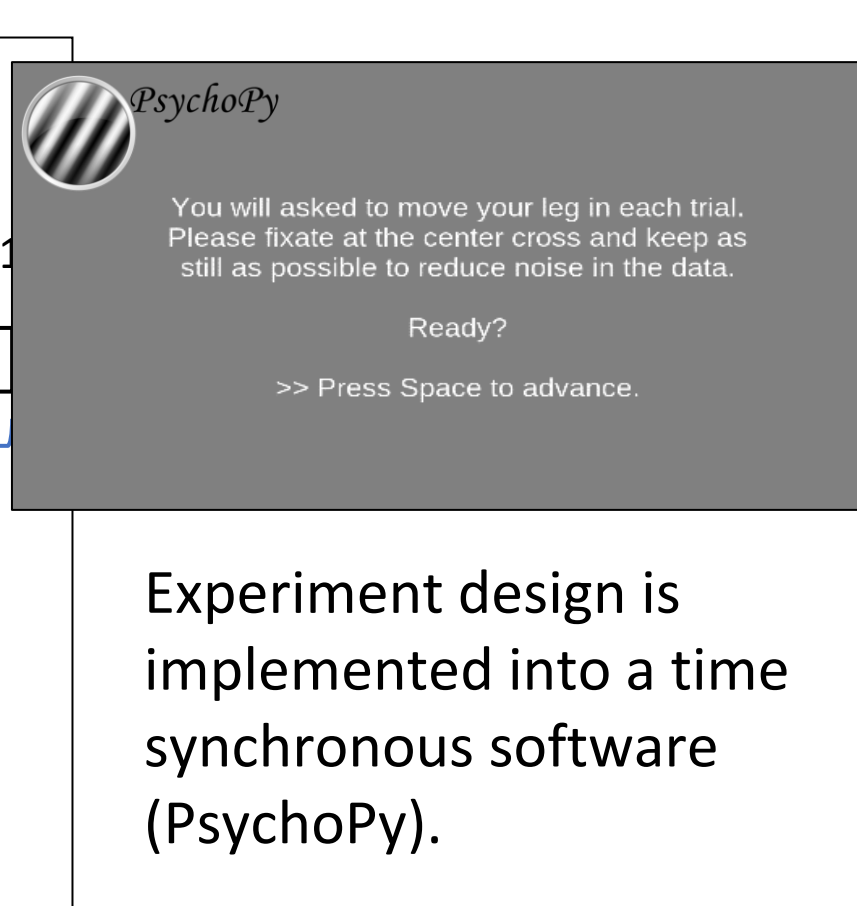 PsychoPy
You will asked to move your leg in each trial.
Please fixate at the center cross and keep as
still as possible to reduce noise in the data.
Ready?
>> Press Space to advance.
Experiment design is
implemented into a time
synchronous software
(PsychoPy).